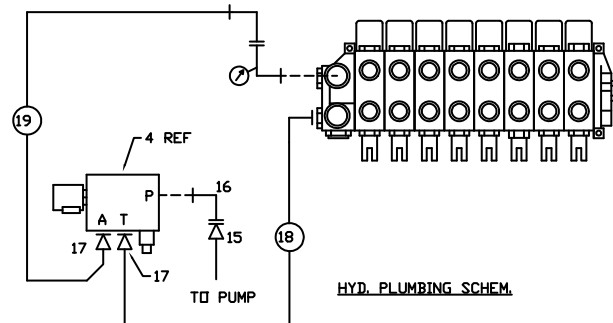 19
4 REF
P
16
A T
17
15
17
18
TO PUMP
HYD. PLUMBING SCHEM.